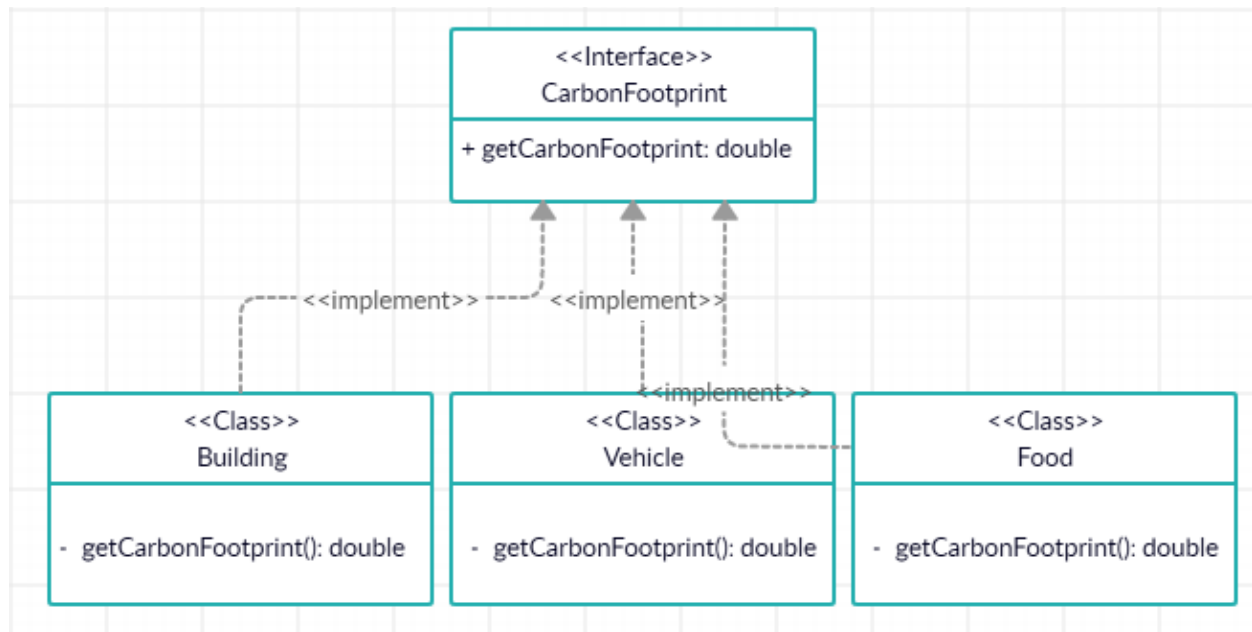 <<Interface>>
CarbonFootprint
+ getCarbonFootprint: double
<<implement>>
<<implement>>
<<implement>>
<<Class>>
Building
- getCarbonFootprint(): double
<<Class>>
Vehicle
- getCarbonFootprint(): double
<<Class>>
Food
- getCarbonFootprint(): double